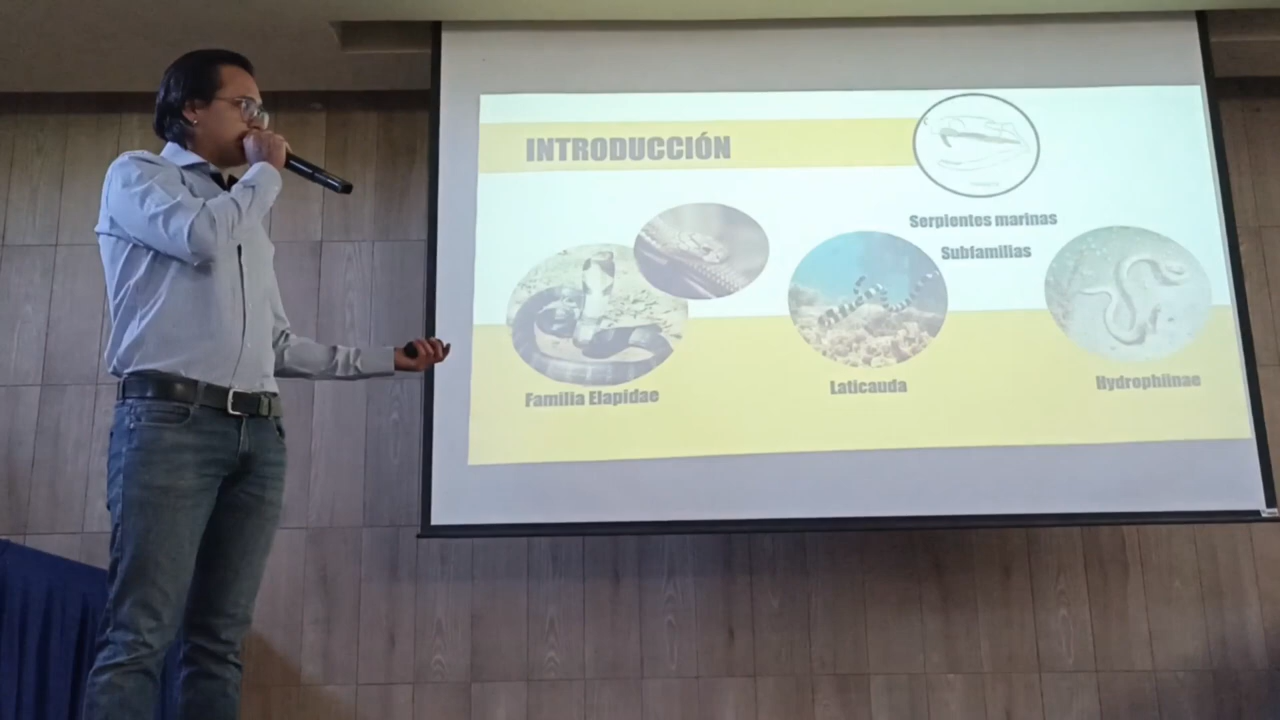 INTRODUCCIÓN
Serpientes marinas
Subfamilias
Familia Elapidae
Laticauda
Hydrophiinae